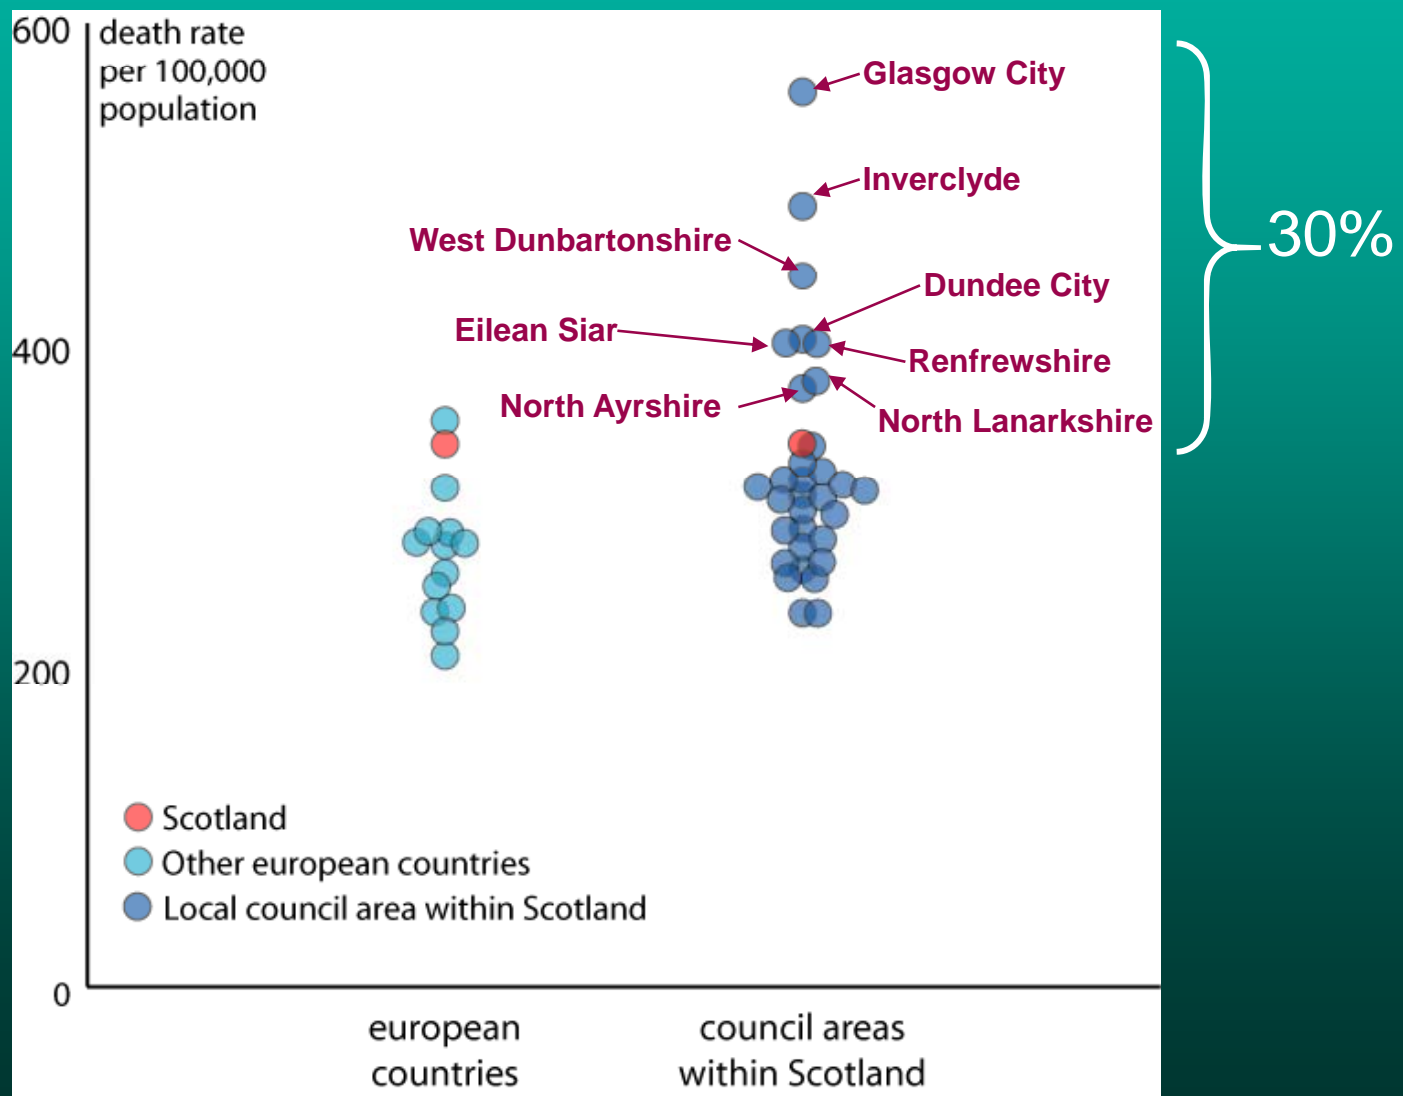 600
death rate
per 100,000
population
Glasgow City
Inverclyde
30%
West Dunbartonshire
Dundee City
Eilean Siar
400
Renfrewshire
North Ayrshire
North Lanarkshire
200
Scotland
Other european countries
Local council area within Scotland
0
european
countries
council areas
within Scotland